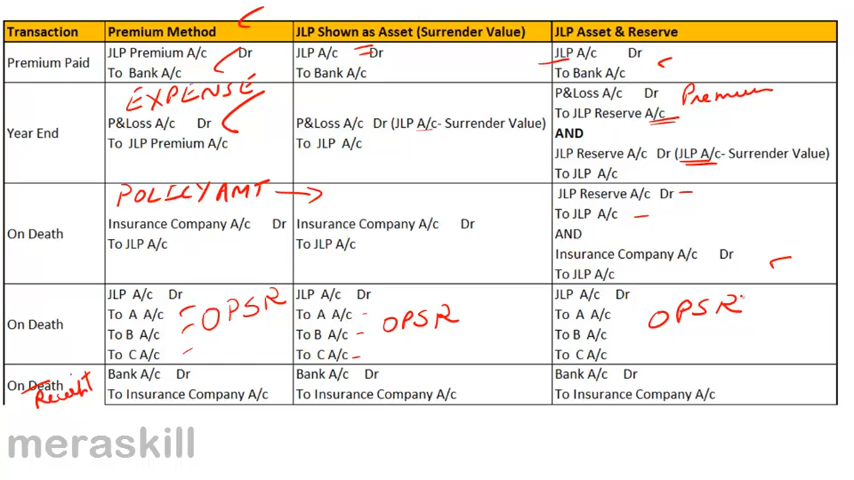 Transaction
Premium Method
JLP Shown as Asset (Surrender Value)
JLP Asset & Reserve
Premium Paid
JLP Premium A/c Dr
To Bank A/c
JLP A/c Dr
To Bank A/c
JLP A/c Dr
To Bank A/c
Year End
EXPENSE
P&Loss A/c Dr
To JLP Premium A/c
P&Loss A/c Dr (JLP A/c- Surrender Value)
To JLP A/c
P&Loss A/c Dr Premium
To JLP Reserve A/c
AND
JLP Reserve A/c Dr (JLP A/c- Surrender Value)
To JLP A/c
On Death
POLICY AMT
Insurance Company A/c Dr
To JLP A/c
Insurance Company A/c Dr
To JLP A/c
JLP Reserve A/c Dr
To JLP A/c
AND
Insurance Company A/c Dr
To JLP A/c
On Death
JLP A/c Dr
To A A/c
To B A/c
To C A/c
OPSR
JLP A/c Dr
To A A/c
To B A/c
To C A/c
OPSR
JLP A/c Dr
To A A/c
To B A/c
To C A/c
OPSR
On Death
Receipt
Bank A/c Dr
To Insurance Company A/c
Bank A/c Dr
To Insurance Company A/c
Bank A/c Dr
To Insurance Company A/c
meraskill